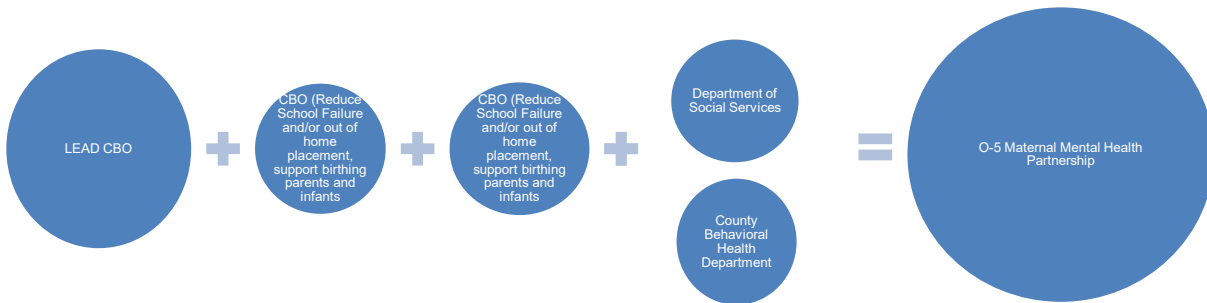 LEAD CBO
CBO (Reduce
School Failure
and/or out of
home
placement,
support birthing
parents and
infants
CBO (Reduce
School Failure
and/or out of
home
placement,
support birthing
parents and
infants
Department of
Social Services
County
Behavioral
Health
Department
O-5 Maternal Mental Health
Partnership